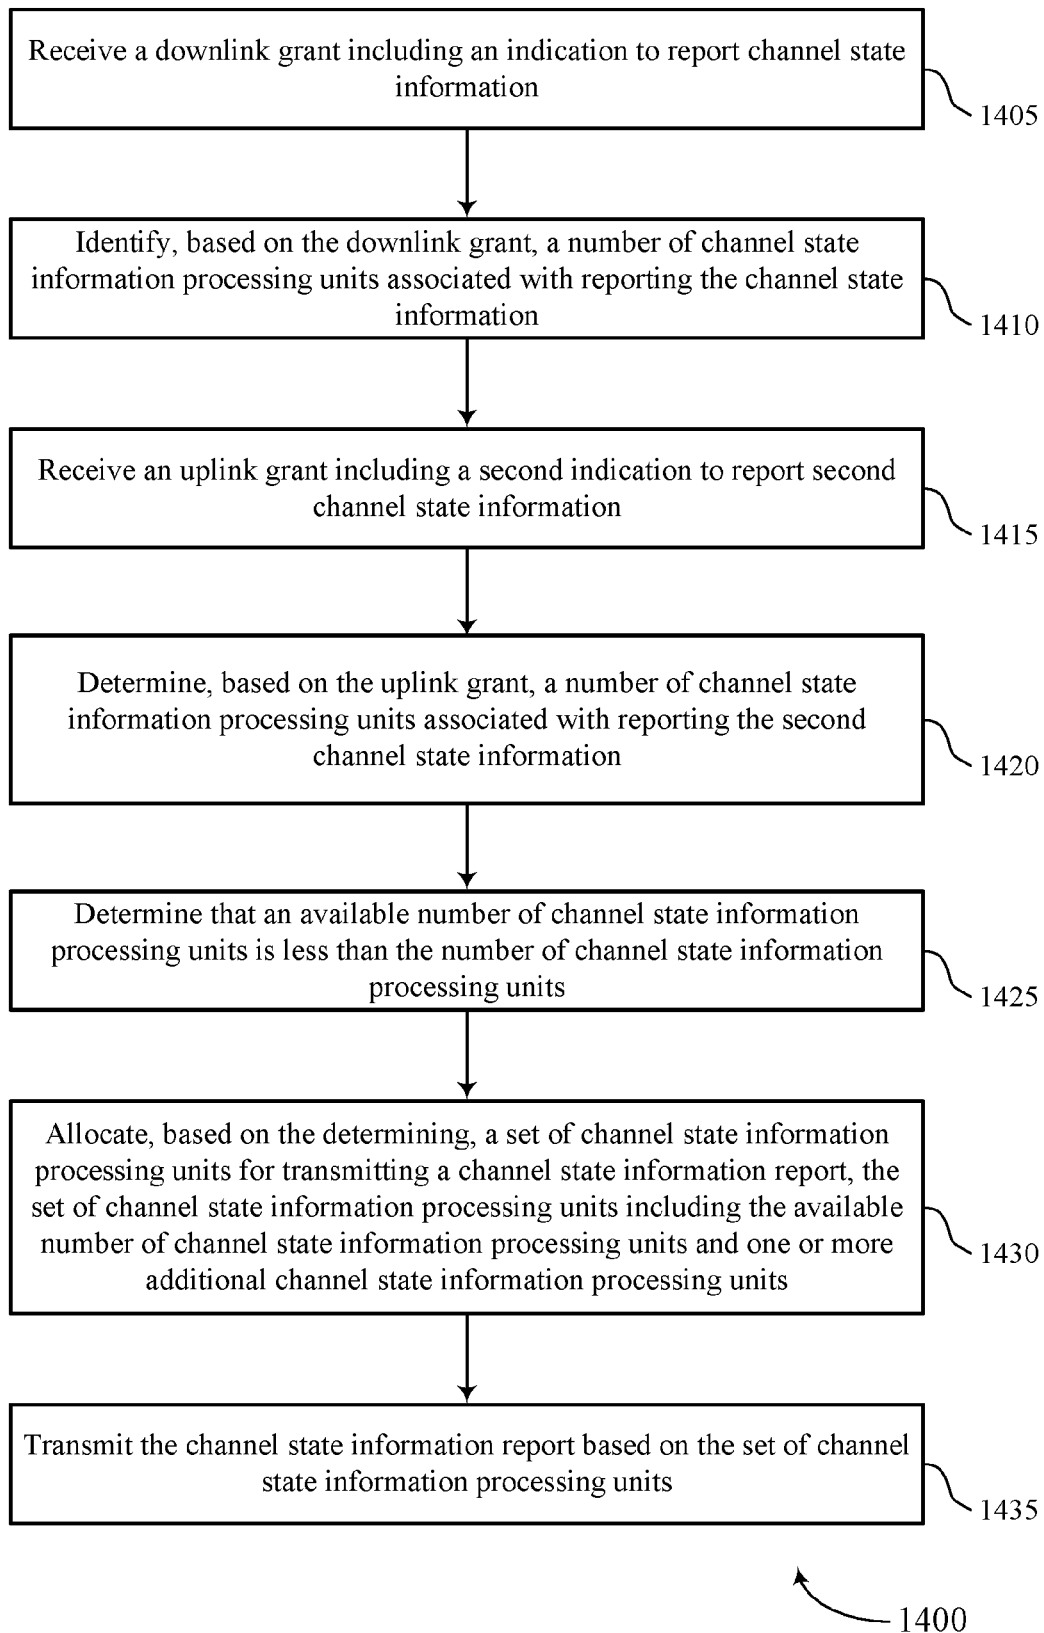 Receive a downlink grant including an indication to report channel state
information
1405
Identify, based on the downlink grant, a number of channel state
information processing units associated with reporting the channel state
information
1410
Receive an uplink grant including a second indication to report second
channel state information
1415
Determine, based on the uplink grant, a number of channel state
information processing units associated with reporting the second
channel state information
1420
Determine that an available number of channel state information
processing units is less than the number of channel state information
processing units
1425
Allocate, based on the determining, a set of channel state information
processing units for transmitting a channel state information report, the
set of channel state information processing units including the available
number of channel state information processing units and one or more
additional channel state information processing units
1430
Transmit the channel state information report based on the set of channel
state information processing units
1435
1400